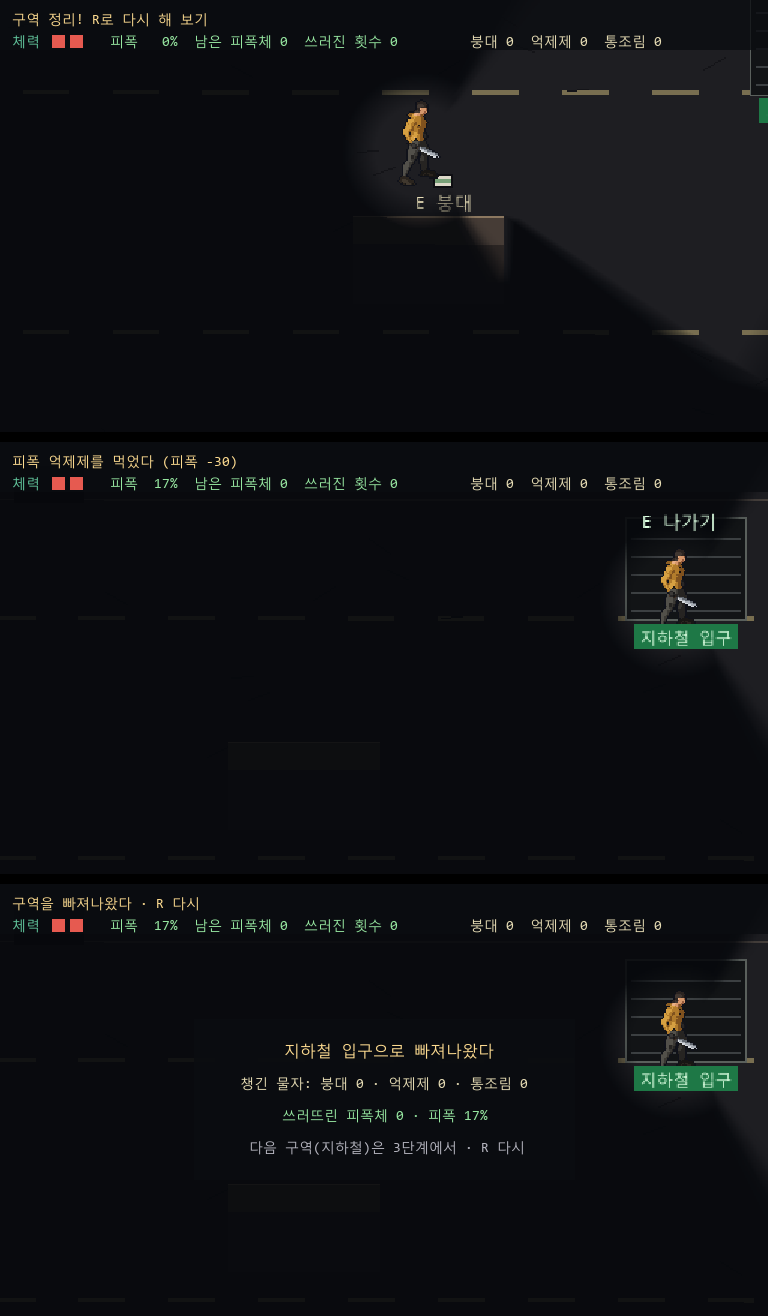 구역 정리! R로 다시 해 보기
체력 피폭 0% 남은 피폭체 0 쓰러진 횟수 0 붕대 0 억제제 0 통조림 0
E 붕대
피폭 억제제를 먹었다 (피폭 -30)
체력 피폭 17% 남은 피폭체 0 쓰러진 횟수 0 붕대 0 억제제 0 통조림 0
E 나가기
지하철 입구
구역을 빠져나왔다 · R 다시
체력 피폭 17% 남은 피폭체 0 쓰러진 횟수 0 붕대 0 억제제 0 통조림 0
지하철 입구으로 빠져나왔다
챙긴 물자: 붕대 0 · 억제제 0 · 통조림 0
지하철 입구
쓰러뜨린 피폭체 0 · 피폭 17%
다음 구역(지하철)은 3단계에서 · R 다시